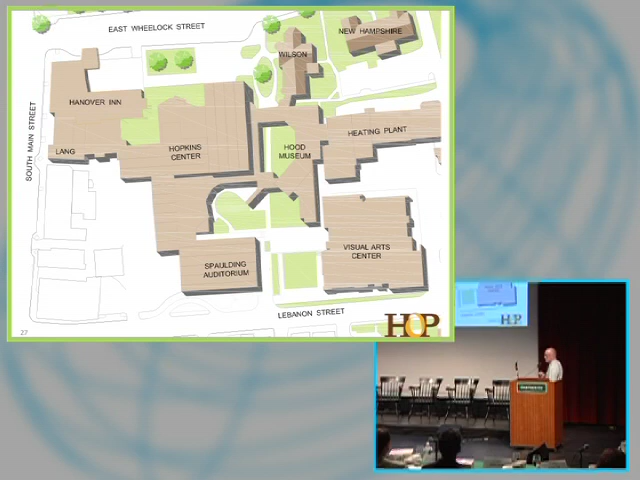 EAST WHEELOCK STREET
NEW HAMPSHIRE
WILSON
HANOVER INN
SOUTH MAIN STREET
HEATING PLANT
LANG
HOPKINS
CENTER
HOOD
MUSEUM
VISUAL ARTS
CENTER
SPAULDING
AUDITORIUM
LEBANON STREET
27
HOP
HOP